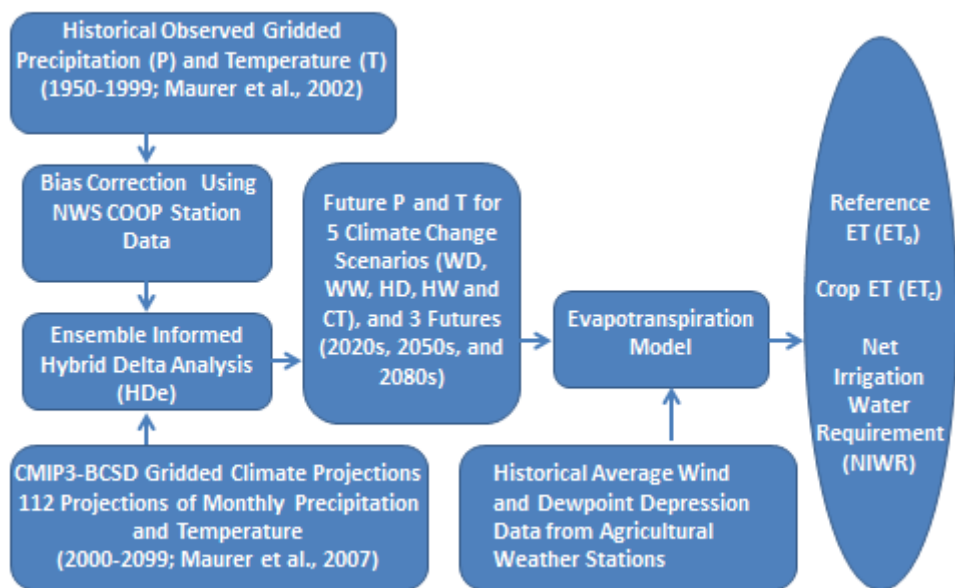 Historical Observed Gridded
Precipitation (P) and Temperature (T)
(1950-1999; Maurer et al., 2002)
Bias Correction Using
NWS COOP Station
Data
Ensemble Informed
Hybrid Delta Analysis
(HDe)
CMIP3-BCSD Gridded Climate Projections
112 Projections of Monthly Precipitation
and Temperature
(2000-2099; Maurer et al., 2007)
Future P and T for
5 Climate Change
Scenarios (WD,
WW, HD, HW and
CT), and 3 Futures
(2020s, 2050s, and
2080s)
Evapotranspiration
Model
Historical Average Wind
and Dewpoint Depression
Data from Agricultural
Weather Stations
Reference
ET (ETo)
Crop ET (ETc)
Net
Irrigation
Water
Requirement
(NIWR)